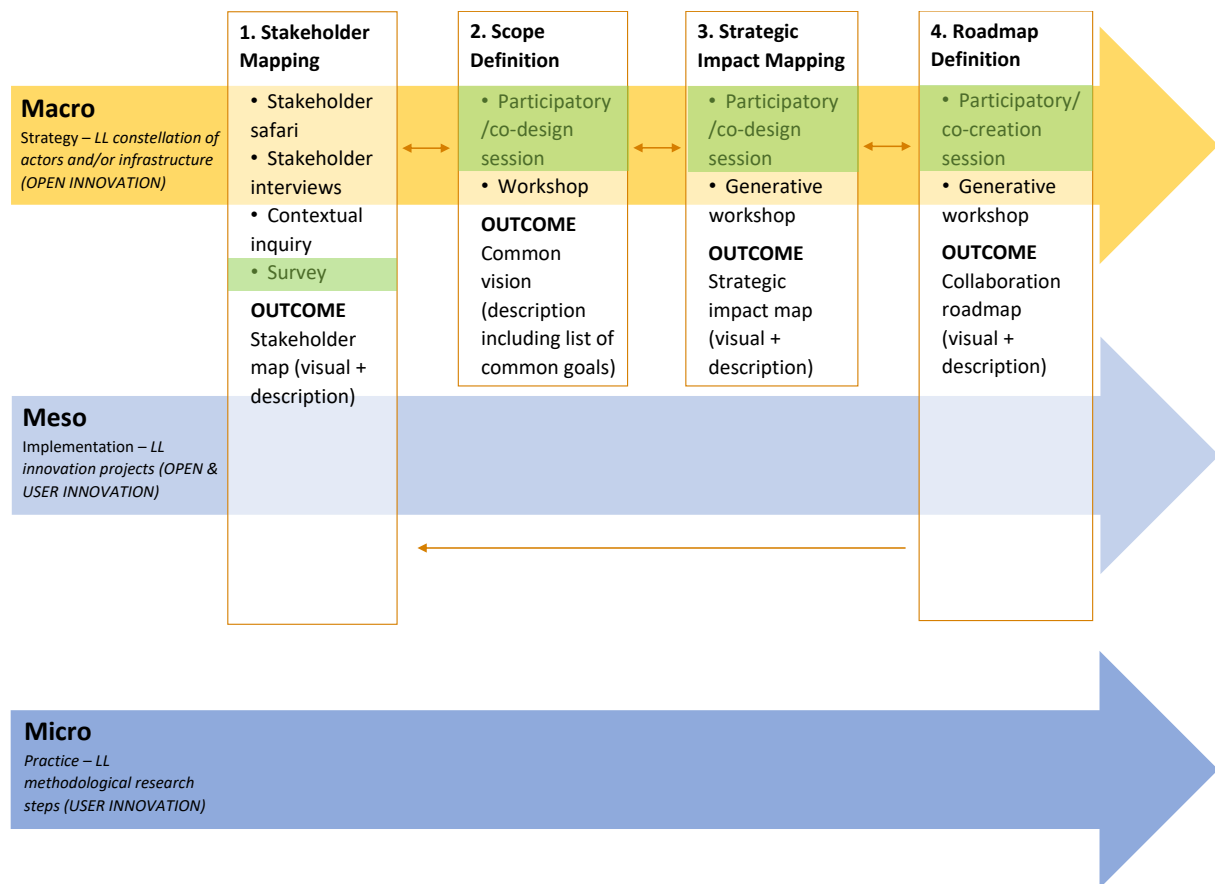 1. Stakeholder
Mapping
2. Scope
Definition
3. Strategic
Impact Mapping
4. Roadmap
Definition
Macro
Strategy – LL constellation of
actors and/or infrastructure
(OPEN INNOVATION)
• Stakeholder
safari
• Stakeholder
interviews
• Contextual
inquiry
• Survey
OUTCOME
Stakeholder
map (visual +
description)
• Participatory
/co-design
session
• Workshop
OUTCOME
Common
vision
(description
including list of
common goals)
• Participatory
/co-design
session
• Generative
workshop
OUTCOME
Strategic
impact map
(visual +
description)
• Participatory/
co-creation
session
• Generative
workshop
OUTCOME
Collaboration
roadmap
(visual +
description)
Meso
Implementation – LL
innovation projects (OPEN &
USER INNOVATION)
Micro
Practice – LL
methodological research
steps (USER INNOVATION)